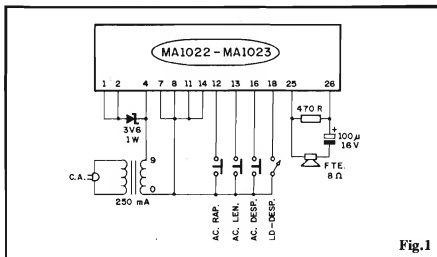 MA1022-MA1023
1 2 4 7 8 11 14 12 13 16 18 25 26
3V6
1W
470 R
+
100µ
16V
9
C.A.
0
250 mA
FTE.
8 Ω
AC. RAP.
AC. LEN.
AC. DESP.
LD-DESP.
Fig.1